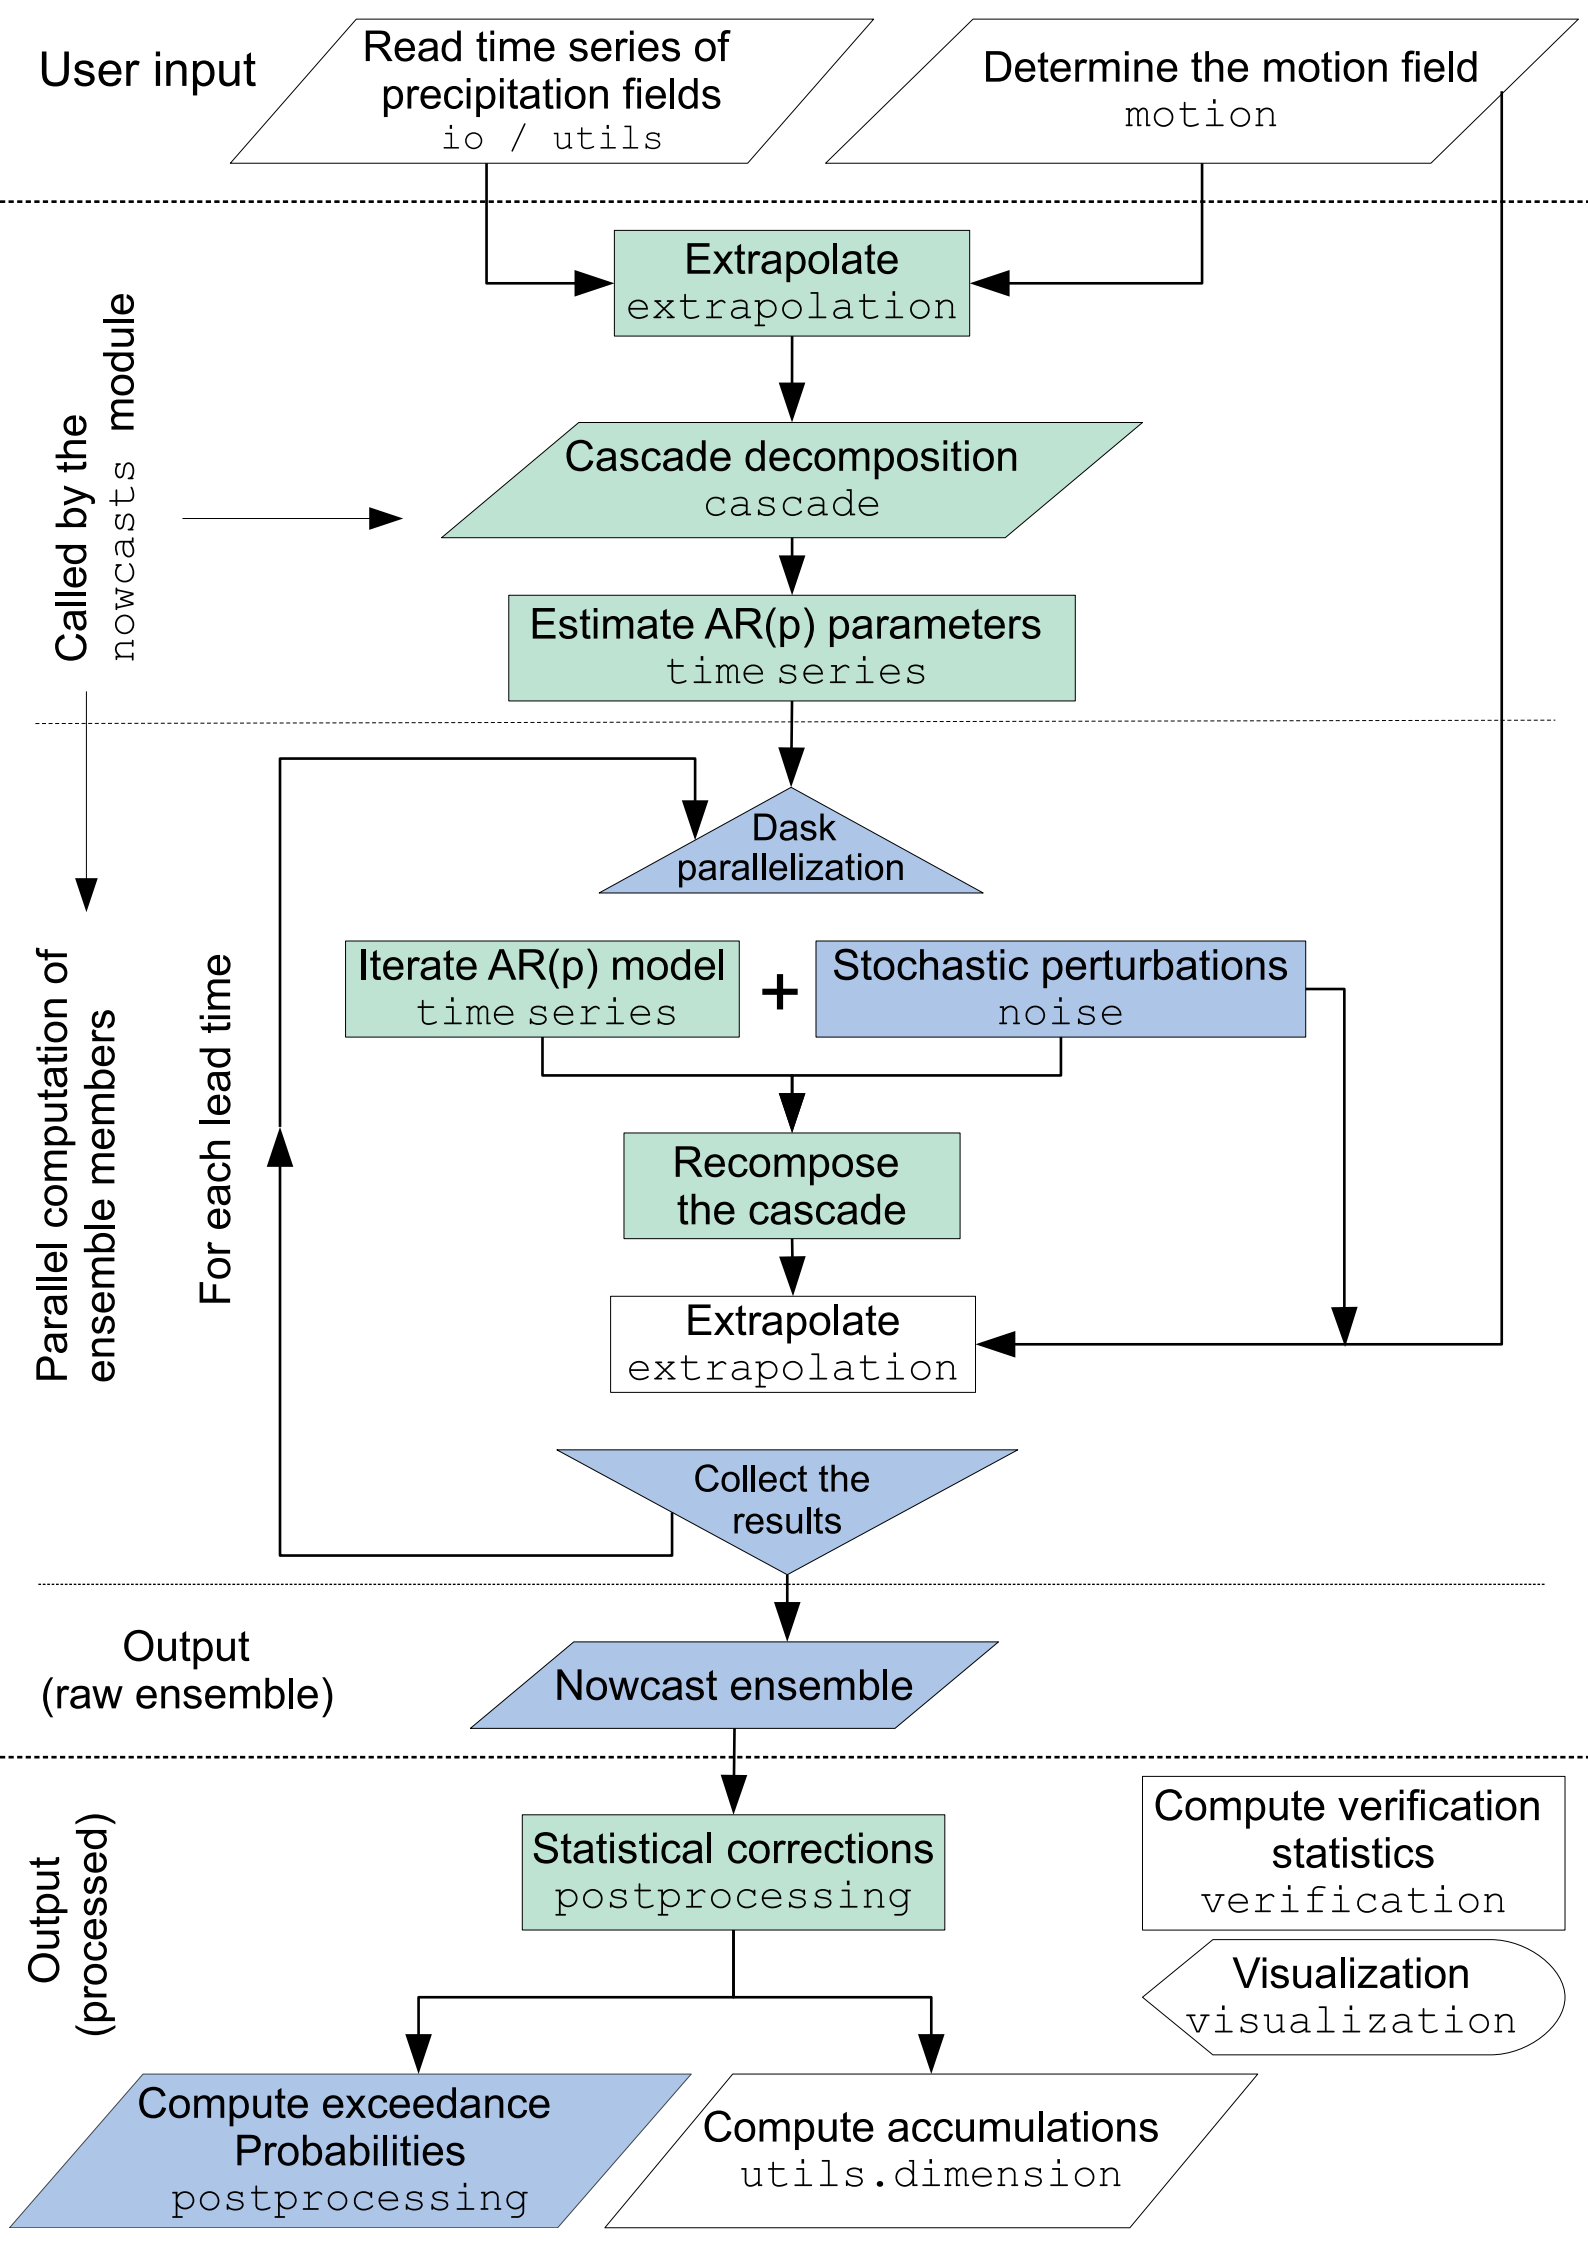 User input
Read time series of
precipitation fields
io / utils
Determine the motion field
motion
Extrapolate
extrapolation
Called by the
nowcasts module
Cascade decomposition
cascade
Estimate AR(p) parameters
time series
Dask
parallelization
Parallel computation of
ensemble members
For each lead time
Iterate AR(p) model
time series
+
Stochastic perturbations
noise
Recompose
the cascade
Extrapolate
extrapolation
Collect the
results
Output
(raw ensemble)
Nowcast ensemble
Output
(processed)
Statistical corrections
postprocessing
Compute verification
statistics
verification
Visualization
visualization
Compute exceedance
Probabilities
postprocessing
Compute accumulations
utils.dimension